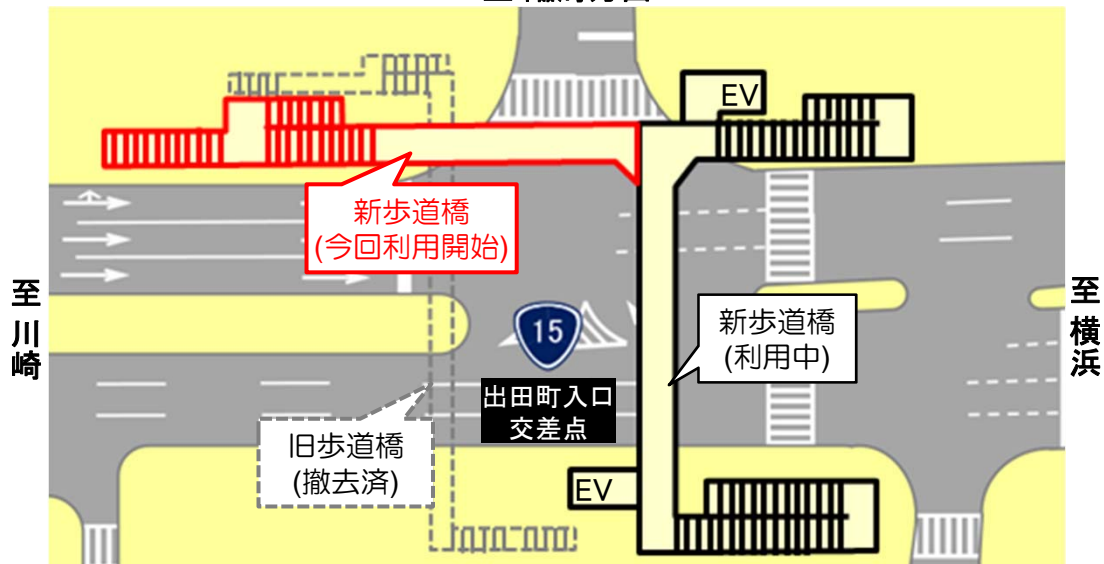 EV
新歩道橋
(今回利用開始)
至川崎
至横浜
新歩道橋
(利用中)
15
出田町入口
交差点
旧歩道橋
(撤去済)
EV